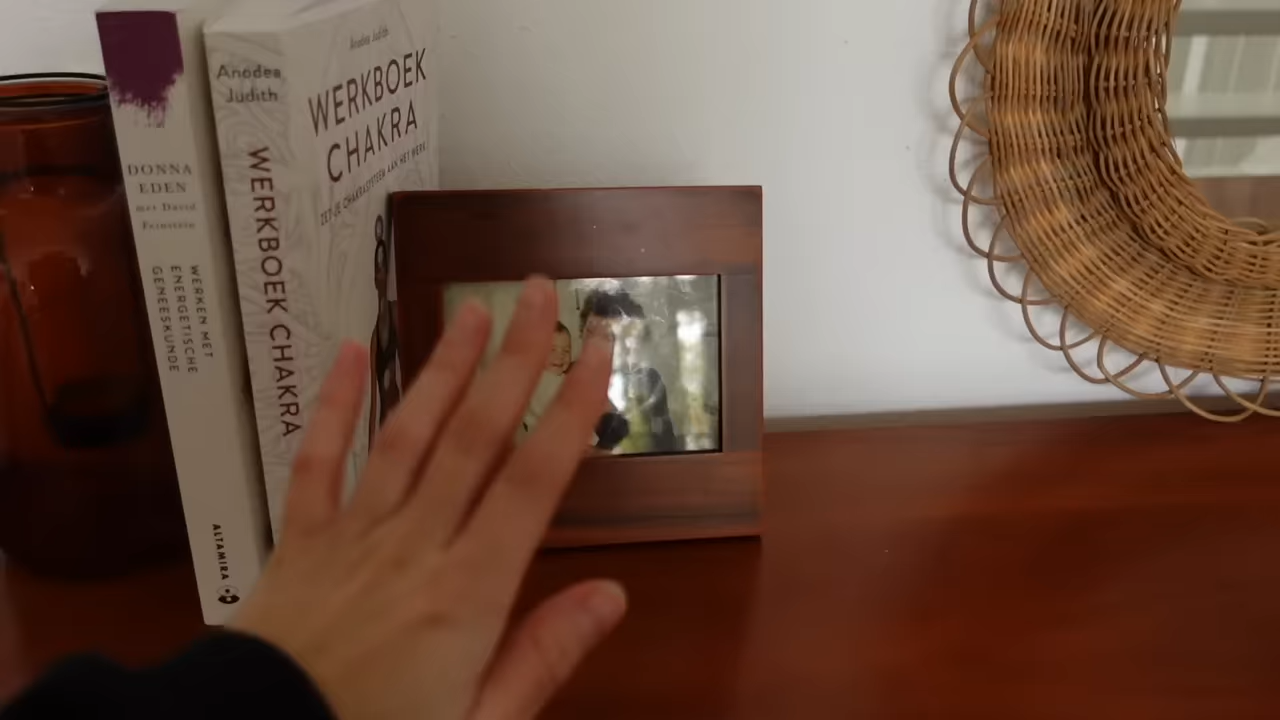 DONNA
EDEN
met David
Feinstein
WERKEN MET
ENERGETISCHE
GENEESKUNDE
ALTAMIRA
Anodea
Judith
WERKBOEK CHAKRA
Anodea Judith
WERKBOEK
CHAKRA
ZET JE CHAKRASYSTEEM AAN HET WERK